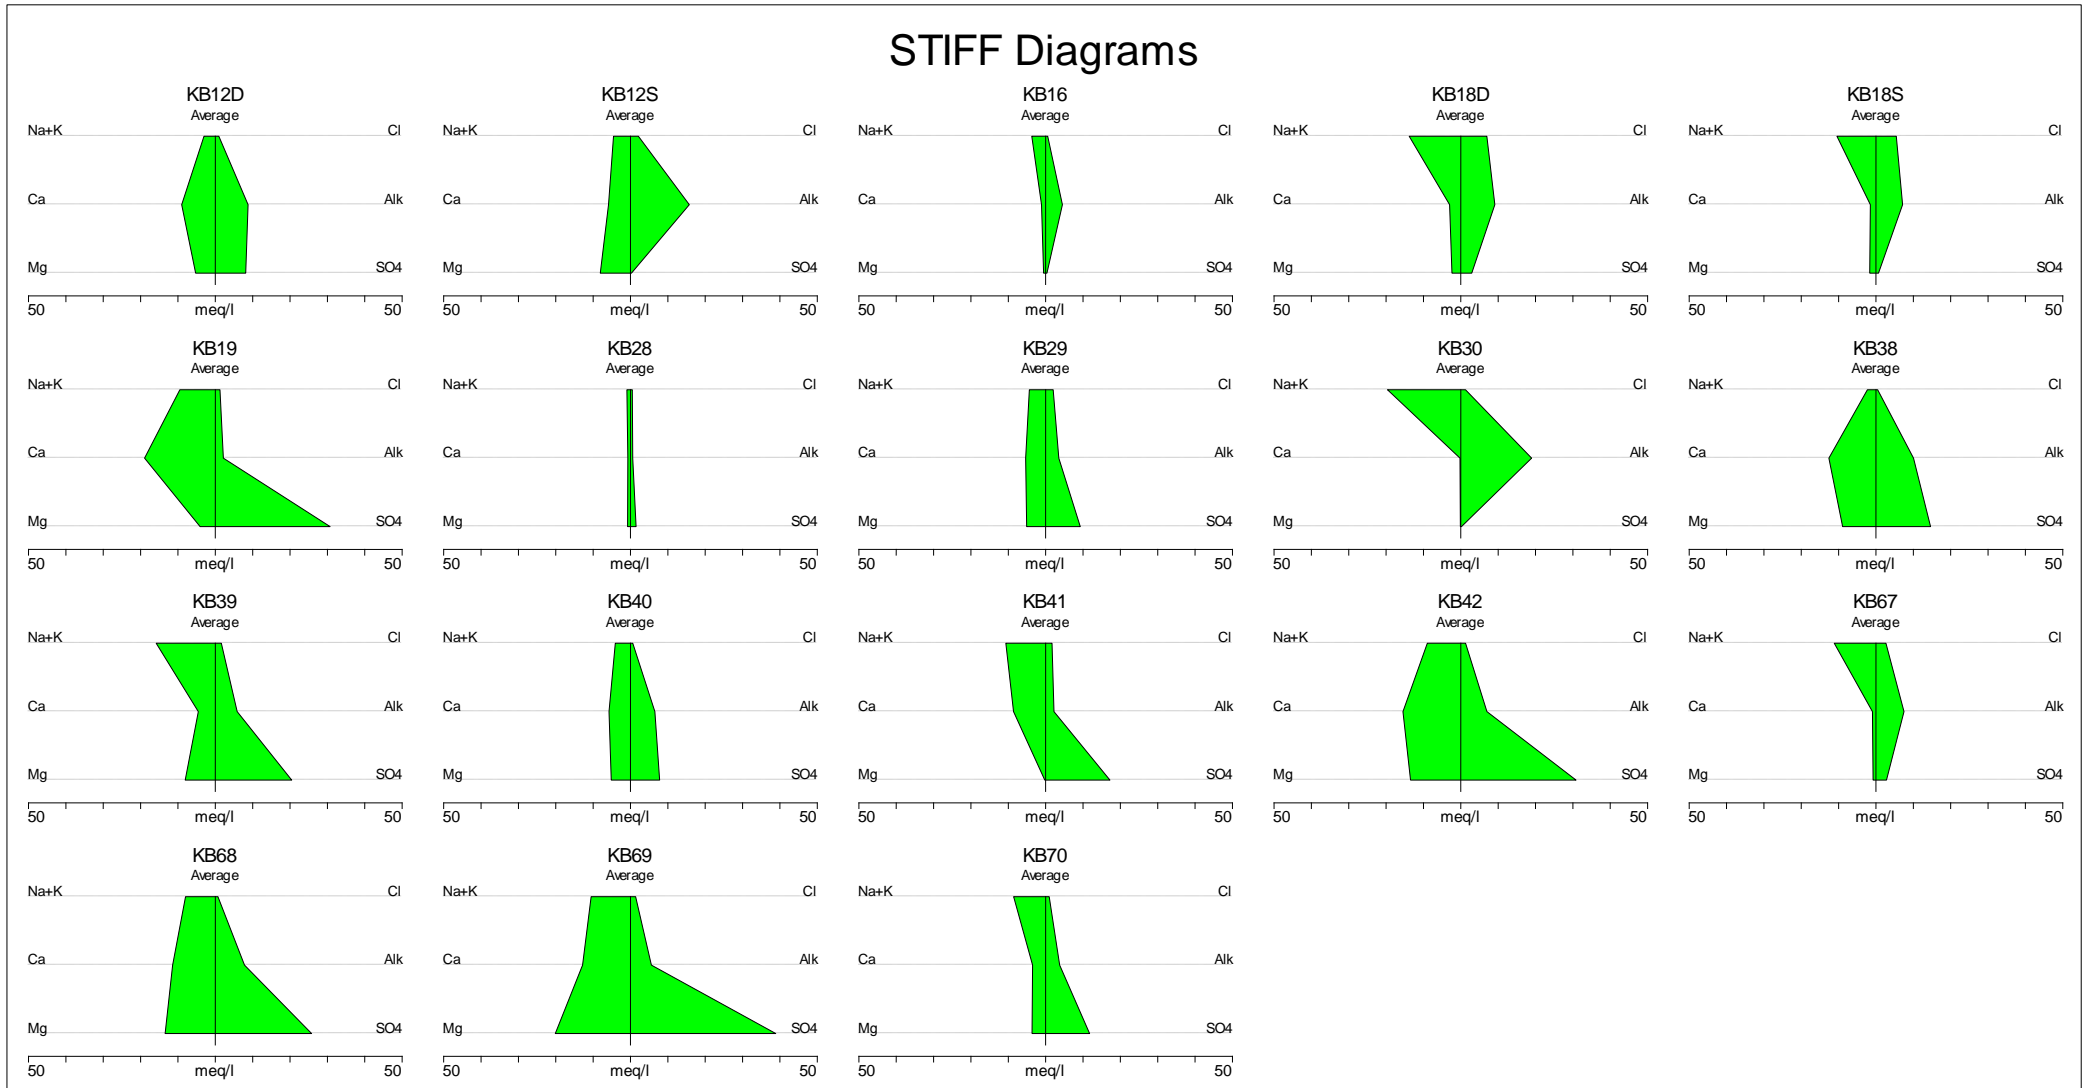 STIFF Diagrams
KB12D KB12S KB16 KB18D KB18S
Average Average Average Average Average
Na+K Cl Na+K Cl Na+K Cl Na+K Cl Na+K Cl
Ca Alk Ca Alk Ca Alk Ca Alk Ca Alk
Mg SO4 Mg SO4 Mg SO4 Mg SO4 Mg SO4
50 meq/l 50 50 meq/l 50 50 meq/l 50 50 meq/l 50 50 meq/l 50
KB19 KB28 KB29 KB30 KB38
Average Average Average Average Average
Na+K Cl Na+K Cl Na+K Cl Na+K Cl Na+K Cl
Ca Alk Ca Alk Ca Alk Ca Alk Ca Alk
Mg SO4 Mg SO4 Mg SO4 Mg SO4 Mg SO4
50 meq/l 50 50 meq/l 50 50 meq/l 50 50 meq/l 50 50 meq/l 50
KB39 KB40 KB41 KB42 KB67
Average Average Average Average Average
Na+K Cl Na+K Cl Na+K Cl Na+K Cl Na+K Cl
Ca Alk Ca Alk Ca Alk Ca Alk Ca Alk
Mg SO4 Mg SO4 Mg SO4 Mg SO4 Mg SO4
50 meq/l 50 50 meq/l 50 50 meq/l 50 50 meq/l 50 50 meq/l 50
KB68 KB69 KB70
Average Average Average
Na+K Cl Na+K Cl Na+K Cl
Ca Alk Ca Alk Ca Alk
Mg SO4 Mg SO4 Mg SO4
50 meq/l 50 50 meq/l 50 50 meq/l 50